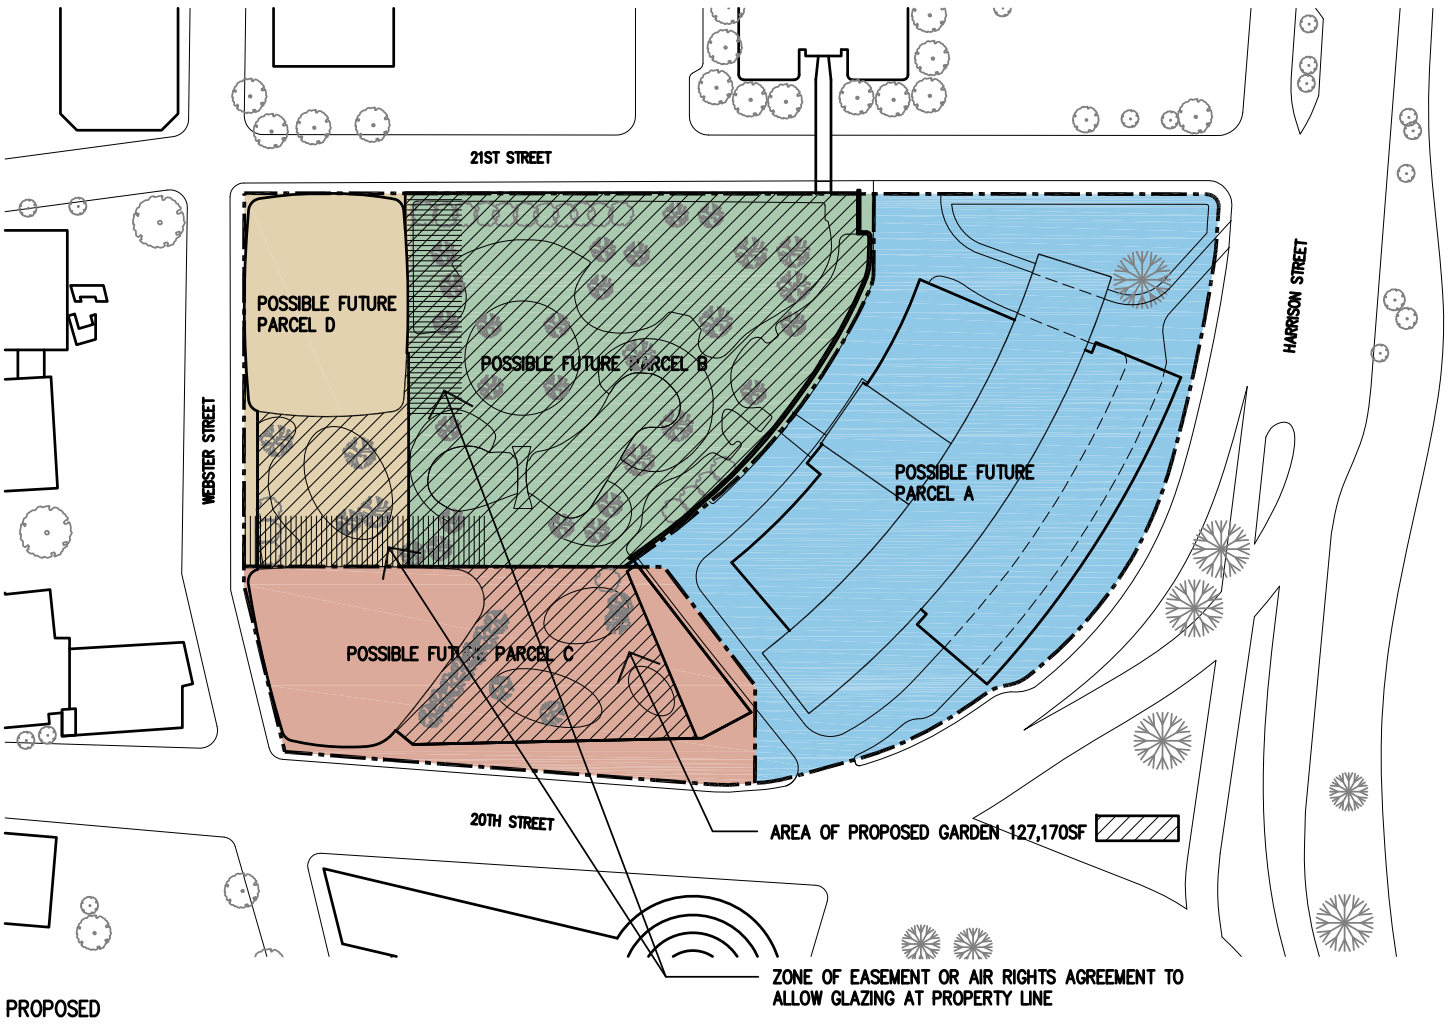 21ST STREET
HARRISON STREET
POSSIBLE FUTURE
PARCEL D
POSSIBLE FUTURE PARCEL B
WEBSTER STREET
POSSIBLE FUTURE
PARCEL A
POSSIBLE FUTURE PARCEL C
20TH STREET
AREA OF PROPOSED GARDEN 127,170SF
ZONE OF EASEMENT OR AIR RIGHTS AGREEMENT TO
ALLOW GLAZING AT PROPERTY LINE
PROPOSED